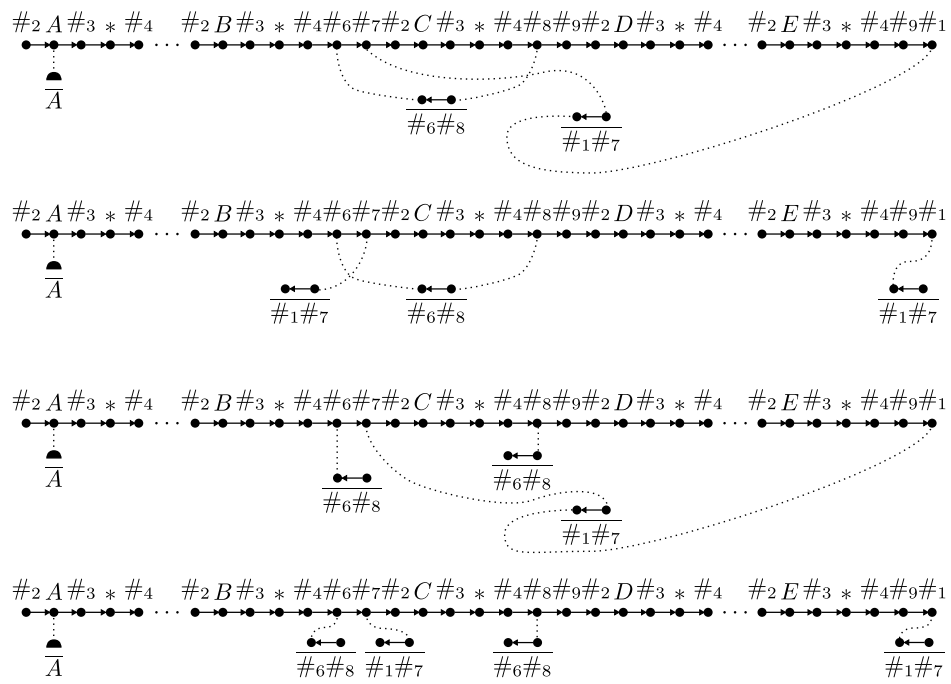 #₂ A #₃ * #₄ ··· #₂ B #₃ * #₄#₆#₇#₂ C #₃ * #₄#₈#₉#₂ D #₃ * #₄ ··· #₂ E #₃ * #₄#₉#₁
A̅ #₆#₈ #₁#₇
#₂ A #₃ * #₄ ··· #₂ B #₃ * #₄#₆#₇#₂ C #₃ * #₄#₈#₉#₂ D #₃ * #₄ ··· #₂ E #₃ * #₄#₉#₁
A̅ #₁#₇ #₆#₈ #₁#₇
#₂ A #₃ * #₄ ··· #₂ B #₃ * #₄#₆#₇#₂ C #₃ * #₄#₈#₉#₂ D #₃ * #₄ ··· #₂ E #₃ * #₄#₉#₁
A̅ #₆#₈ #₆#₈ #₁#₇
#₂ A #₃ * #₄ ··· #₂ B #₃ * #₄#₆#₇#₂ C #₃ * #₄#₈#₉#₂ D #₃ * #₄ ··· #₂ E #₃ * #₄#₉#₁
A̅ #₆#₈ #₁#₇ #₆#₈ #₁#₇